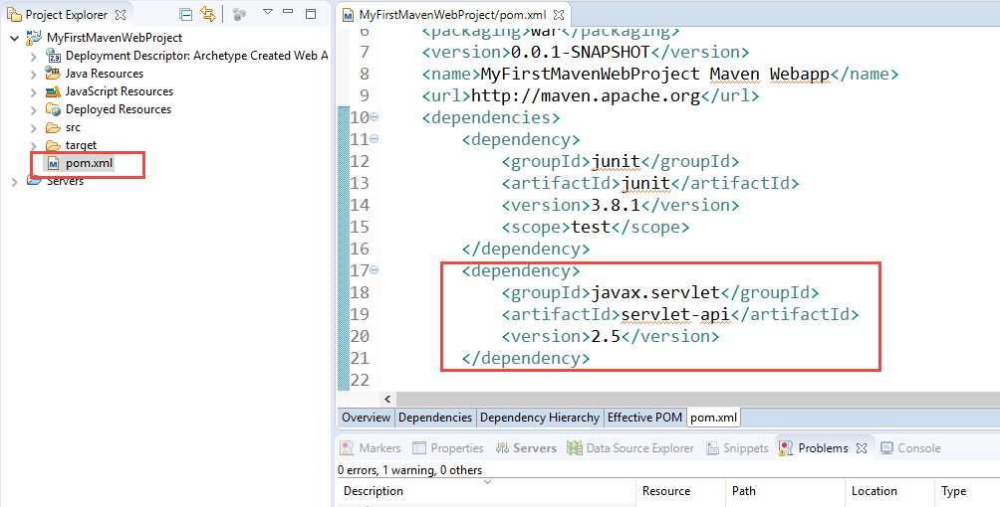 Project Explorer
MyFirstMavenWebProject
Deployment Descriptor: Archetype Created Web A
Java Resources
JavaScript Resources
Deployed Resources
src
target
pom.xml
Servers
MyFirstMavenWebProject/pom.xml
6 <packaging>war</packaging>
7 <version>0.0.1-SNAPSHOT</version>
8 <name>MyFirstMavenWebProject Maven Webapp</name>
9 <url>http://maven.apache.org</url>
10 <dependencies>
11 <dependency>
12 <groupId>junit</groupId>
13 <artifactId>junit</artifactId>
14 <version>3.8.1</version>
15 <scope>test</scope>
16 </dependency>
17 <dependency>
18 <groupId>javax.servlet</groupId>
19 <artifactId>servlet-api</artifactId>
20 <version>2.5</version>
21 </dependency>
22
Overview Dependencies Dependency Hierarchy Effective POM pom.xml
Markers Properties Servers Data Source Explorer Snippets Problems Console
0 errors, 1 warning, 0 others
Description Resource Path Location Type